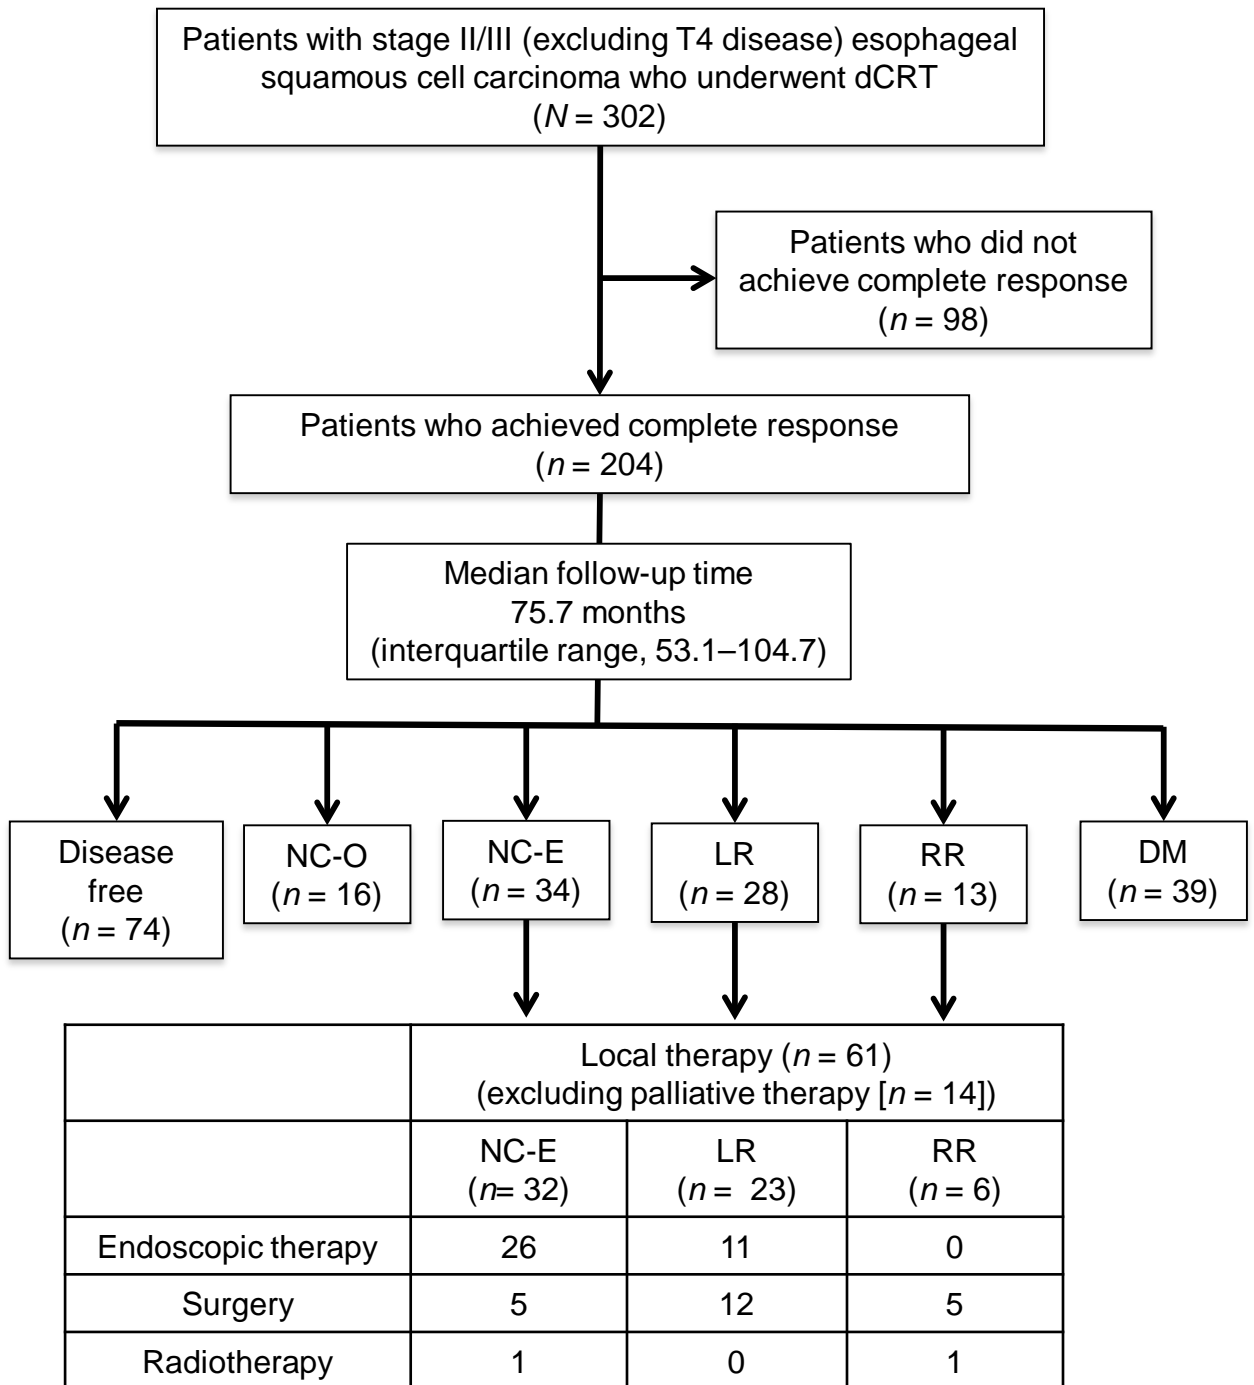 Patients with stage II/III (excluding T4 disease) esophageal
squamous cell carcinoma who underwent dCRT
(N = 302)
Patients who did not
achieve complete response
(n = 98)
Patients who achieved complete response
(n = 204)
Median follow-up time
75.7 months
(interquartile range, 53.1–104.7)
Disease
free
(n = 74)
NC-O
(n = 16)
NC-E
(n = 34)
LR
(n = 28)
RR
(n = 13)
DM
(n = 39)
Local therapy (n = 61)
(excluding palliative therapy [n = 14])
NC-E
(n= 32)
LR
(n =  23)
RR
(n = 6)
Endoscopic therapy 26 11 0
Surgery 5 12 5
Radiotherapy 1 0 1